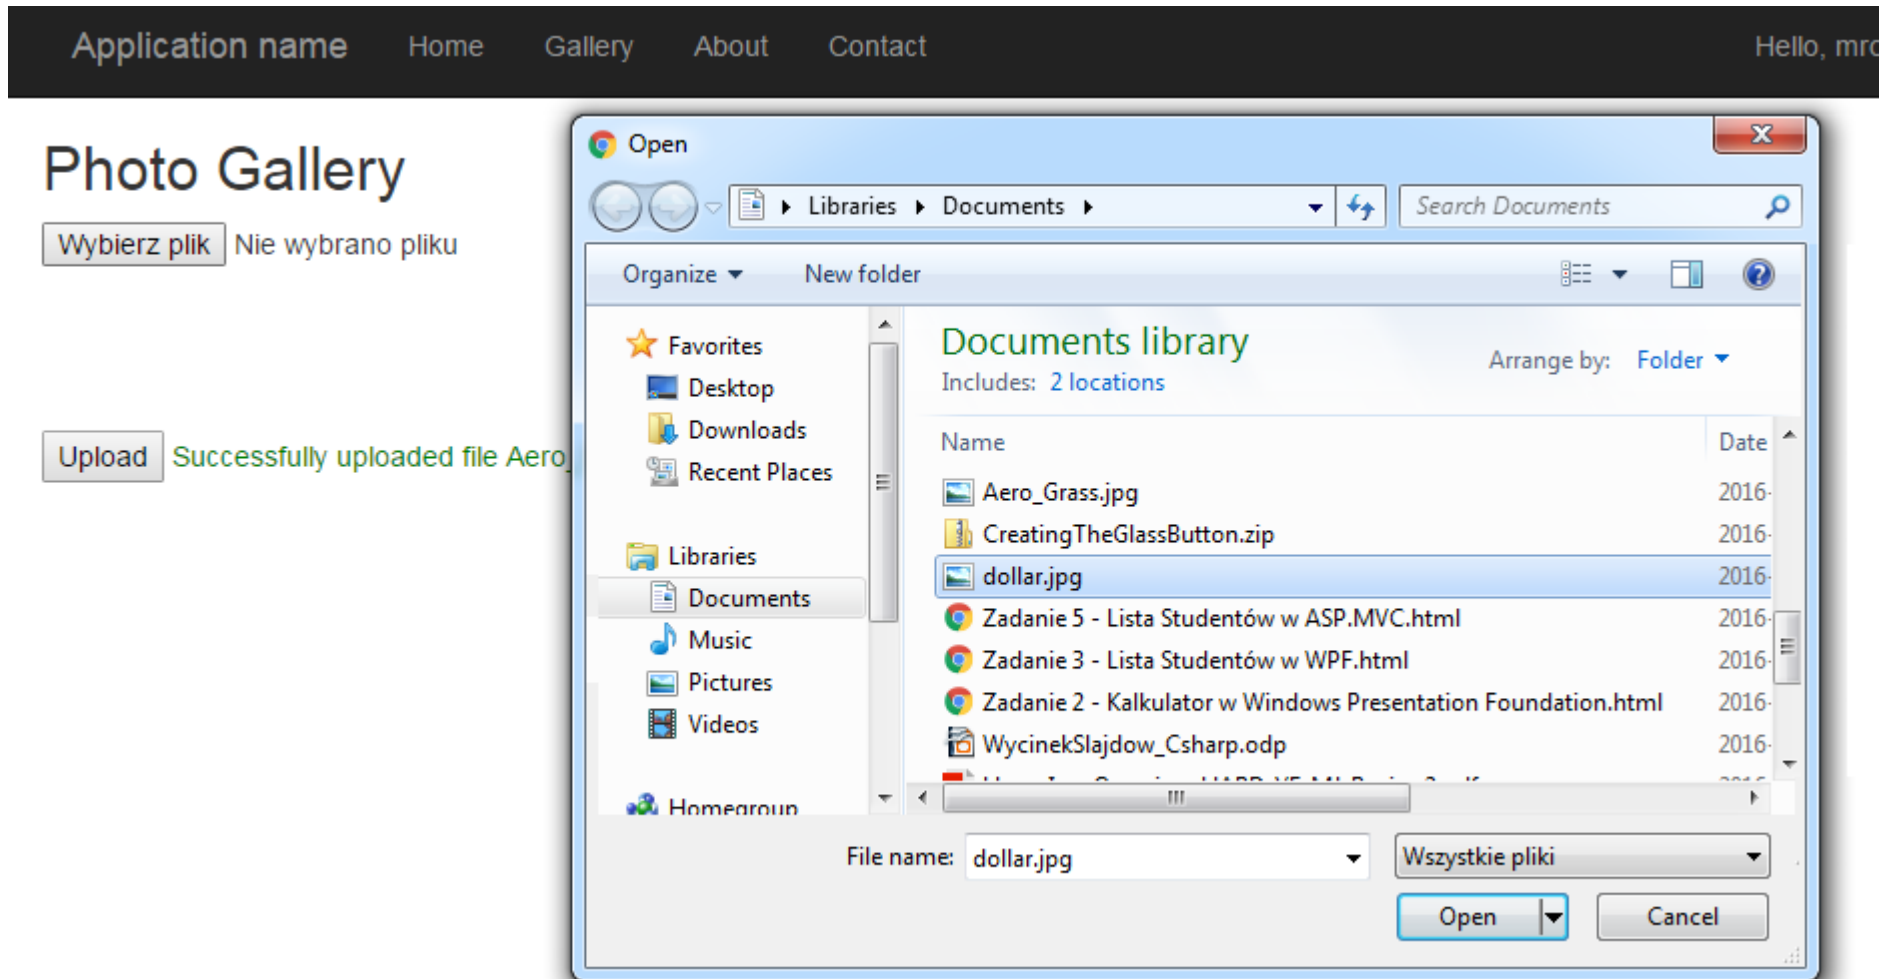 Application name Home Gallery About Contact Hello, mro
Photo Gallery
Wybierz plik Nie wybrano pliku
Upload Successfully uploaded file Aero_
Open
Libraries Documents Search Documents
Organize New folder
Favorites
Desktop
Downloads
Recent Places
Libraries
Documents
Music
Pictures
Videos
Homegroup
Documents library
Includes: 2 locations
Arrange by: Folder
Name Date
Aero_Grass.jpg 2016-
CreatingTheGlassButton.zip 2016-
dollar.jpg 2016-
Zadanie 5 - Lista Studentów w ASP.MVC.html 2016-
Zadanie 3 - Lista Studentów w WPF.html 2016-
Zadanie 2 - Kalkulator w Windows Presentation Foundation.html 2016-
WycinekSlajdow_Csharp.odp 2016-
File name: dollar.jpg Wszystkie pliki
Open Cancel